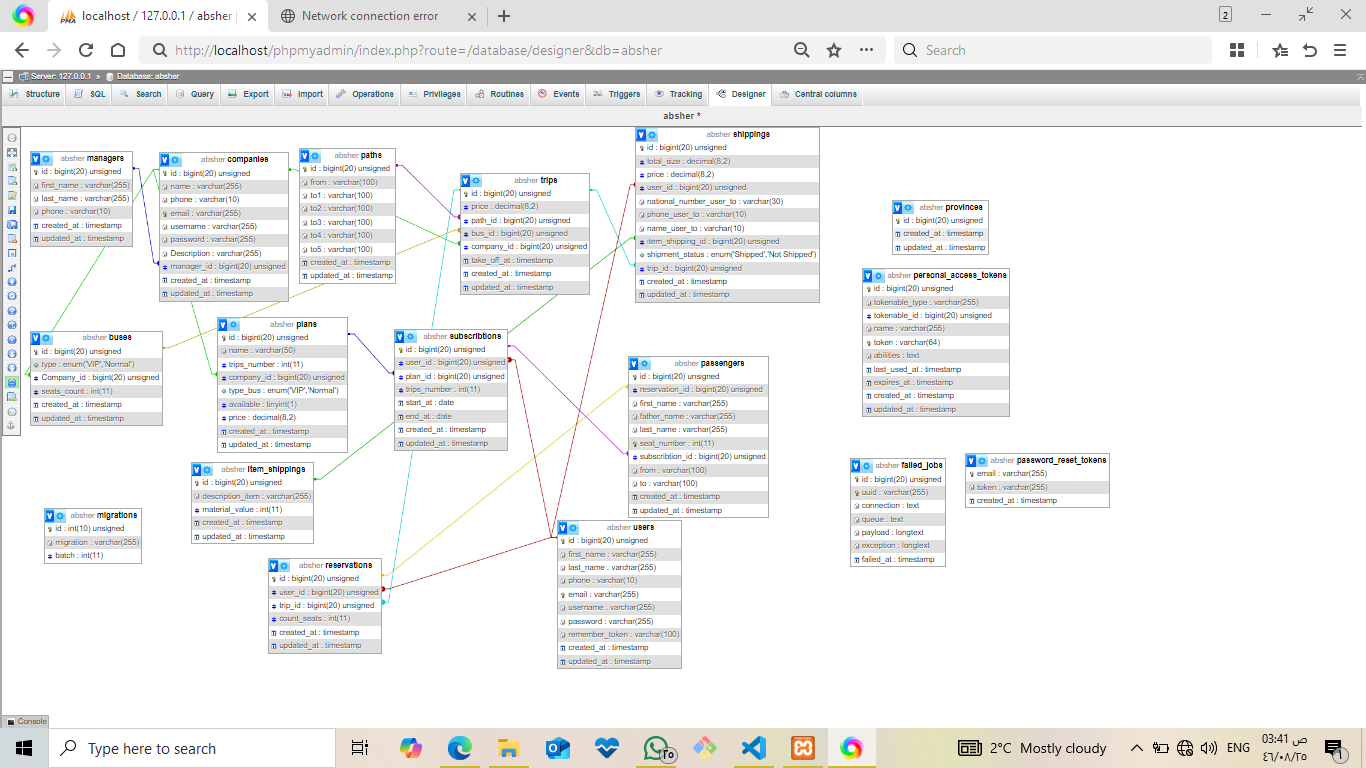 localhost / 127.0.0.1 / absher
Network connection error
2
http://localhost/phpmyadmin/index.php?route=/database/designer&db=absher
Search
Server: 127.0.0.1 » Database: absher
Structure SQL Search Query Export Import Operations Privileges Routines Events Triggers Tracking Designer Central columns
absher *
absher managers
id : bigint(20) unsigned
first_name : varchar(255)
last_name : varchar(255)
phone : varchar(10)
created_at : timestamp
updated_at : timestamp
absher companies
id : bigint(20) unsigned
name : varchar(255)
phone : varchar(10)
email : varchar(255)
username : varchar(255)
password : varchar(255)
Description : varchar(255)
manager_id : bigint(20) unsigned
created_at : timestamp
updated_at : timestamp
absher paths
id : bigint(20) unsigned
from : varchar(100)
to1 : varchar(100)
to2 : varchar(100)
to3 : varchar(100)
to4 : varchar(100)
to5 : varchar(100)
created_at : timestamp
updated_at : timestamp
absher trips
id : bigint(20) unsigned
price : decimal(8,2)
path_id : bigint(20) unsigned
bus_id : bigint(20) unsigned
company_id : bigint(20) unsigned
take_off_at : timestamp
created_at : timestamp
updated_at : timestamp
absher shippings
id : bigint(20) unsigned
total_size : decimal(8,2)
price : decimal(8,2)
user_id : bigint(20) unsigned
national_number_user_to : varchar(30)
phone_user_to : varchar(10)
name_user_to : varchar(10)
item_shipping_id : bigint(20) unsigned
shipment_status : enum('Shipped','Not Shipped')
trip_id : bigint(20) unsigned
created_at : timestamp
updated_at : timestamp
absher provinces
id : bigint(20) unsigned
created_at : timestamp
updated_at : timestamp
absher personal_access_tokens
id : bigint(20) unsigned
tokenable_type : varchar(255)
tokenable_id : bigint(20) unsigned
name : varchar(255)
token : varchar(64)
abilities : text
last_used_at : timestamp
expires_at : timestamp
created_at : timestamp
updated_at : timestamp
absher buses
id : bigint(20) unsigned
type : enum('VIP','Normal')
Company_id : bigint(20) unsigned
seats_count : int(11)
created_at : timestamp
updated_at : timestamp
absher plans
id : bigint(20) unsigned
name : varchar(50)
trips_number : int(11)
company_id : bigint(20) unsigned
type_bus : enum('VIP','Normal')
available : tinyint(1)
price : decimal(8,2)
created_at : timestamp
updated_at : timestamp
absher subscribtions
id : bigint(20) unsigned
user_id : bigint(20) unsigned
plan_id : bigint(20) unsigned
trips_number : int(11)
start_at : date
end_at : date
created_at : timestamp
updated_at : timestamp
absher passengers
id : bigint(20) unsigned
reservation_id : bigint(20) unsigned
first_name : varchar(255)
father_name : varchar(255)
last_name : varchar(255)
seat_number : int(11)
subscribtion_id : bigint(20) unsigned
from : varchar(100)
to : varchar(100)
created_at : timestamp
updated_at : timestamp
absher item_shippings
id : bigint(20) unsigned
description_item : varchar(255)
material_value : int(11)
created_at : timestamp
updated_at : timestamp
absher migrations
id : int(10) unsigned
migration : varchar(255)
batch : int(11)
absher failed_jobs
id : bigint(20) unsigned
uuid : varchar(255)
connection : text
queue : text
payload : longtext
exception : longtext
failed_at : timestamp
absher password_reset_tokens
email : varchar(255)
token : varchar(255)
created_at : timestamp
absher reservations
id : bigint(20) unsigned
user_id : bigint(20) unsigned
trip_id : bigint(20) unsigned
count_seats : int(11)
created_at : timestamp
updated_at : timestamp
absher users
id : bigint(20) unsigned
first_name : varchar(255)
last_name : varchar(255)
phone : varchar(10)
email : varchar(255)
username : varchar(255)
password : varchar(255)
remember_token : varchar(100)
created_at : timestamp
updated_at : timestamp
Console
Type here to search
٢٥
2°C Mostly cloudy
ENG
03:41 ص
٤٦/٠٨/٢٥
1